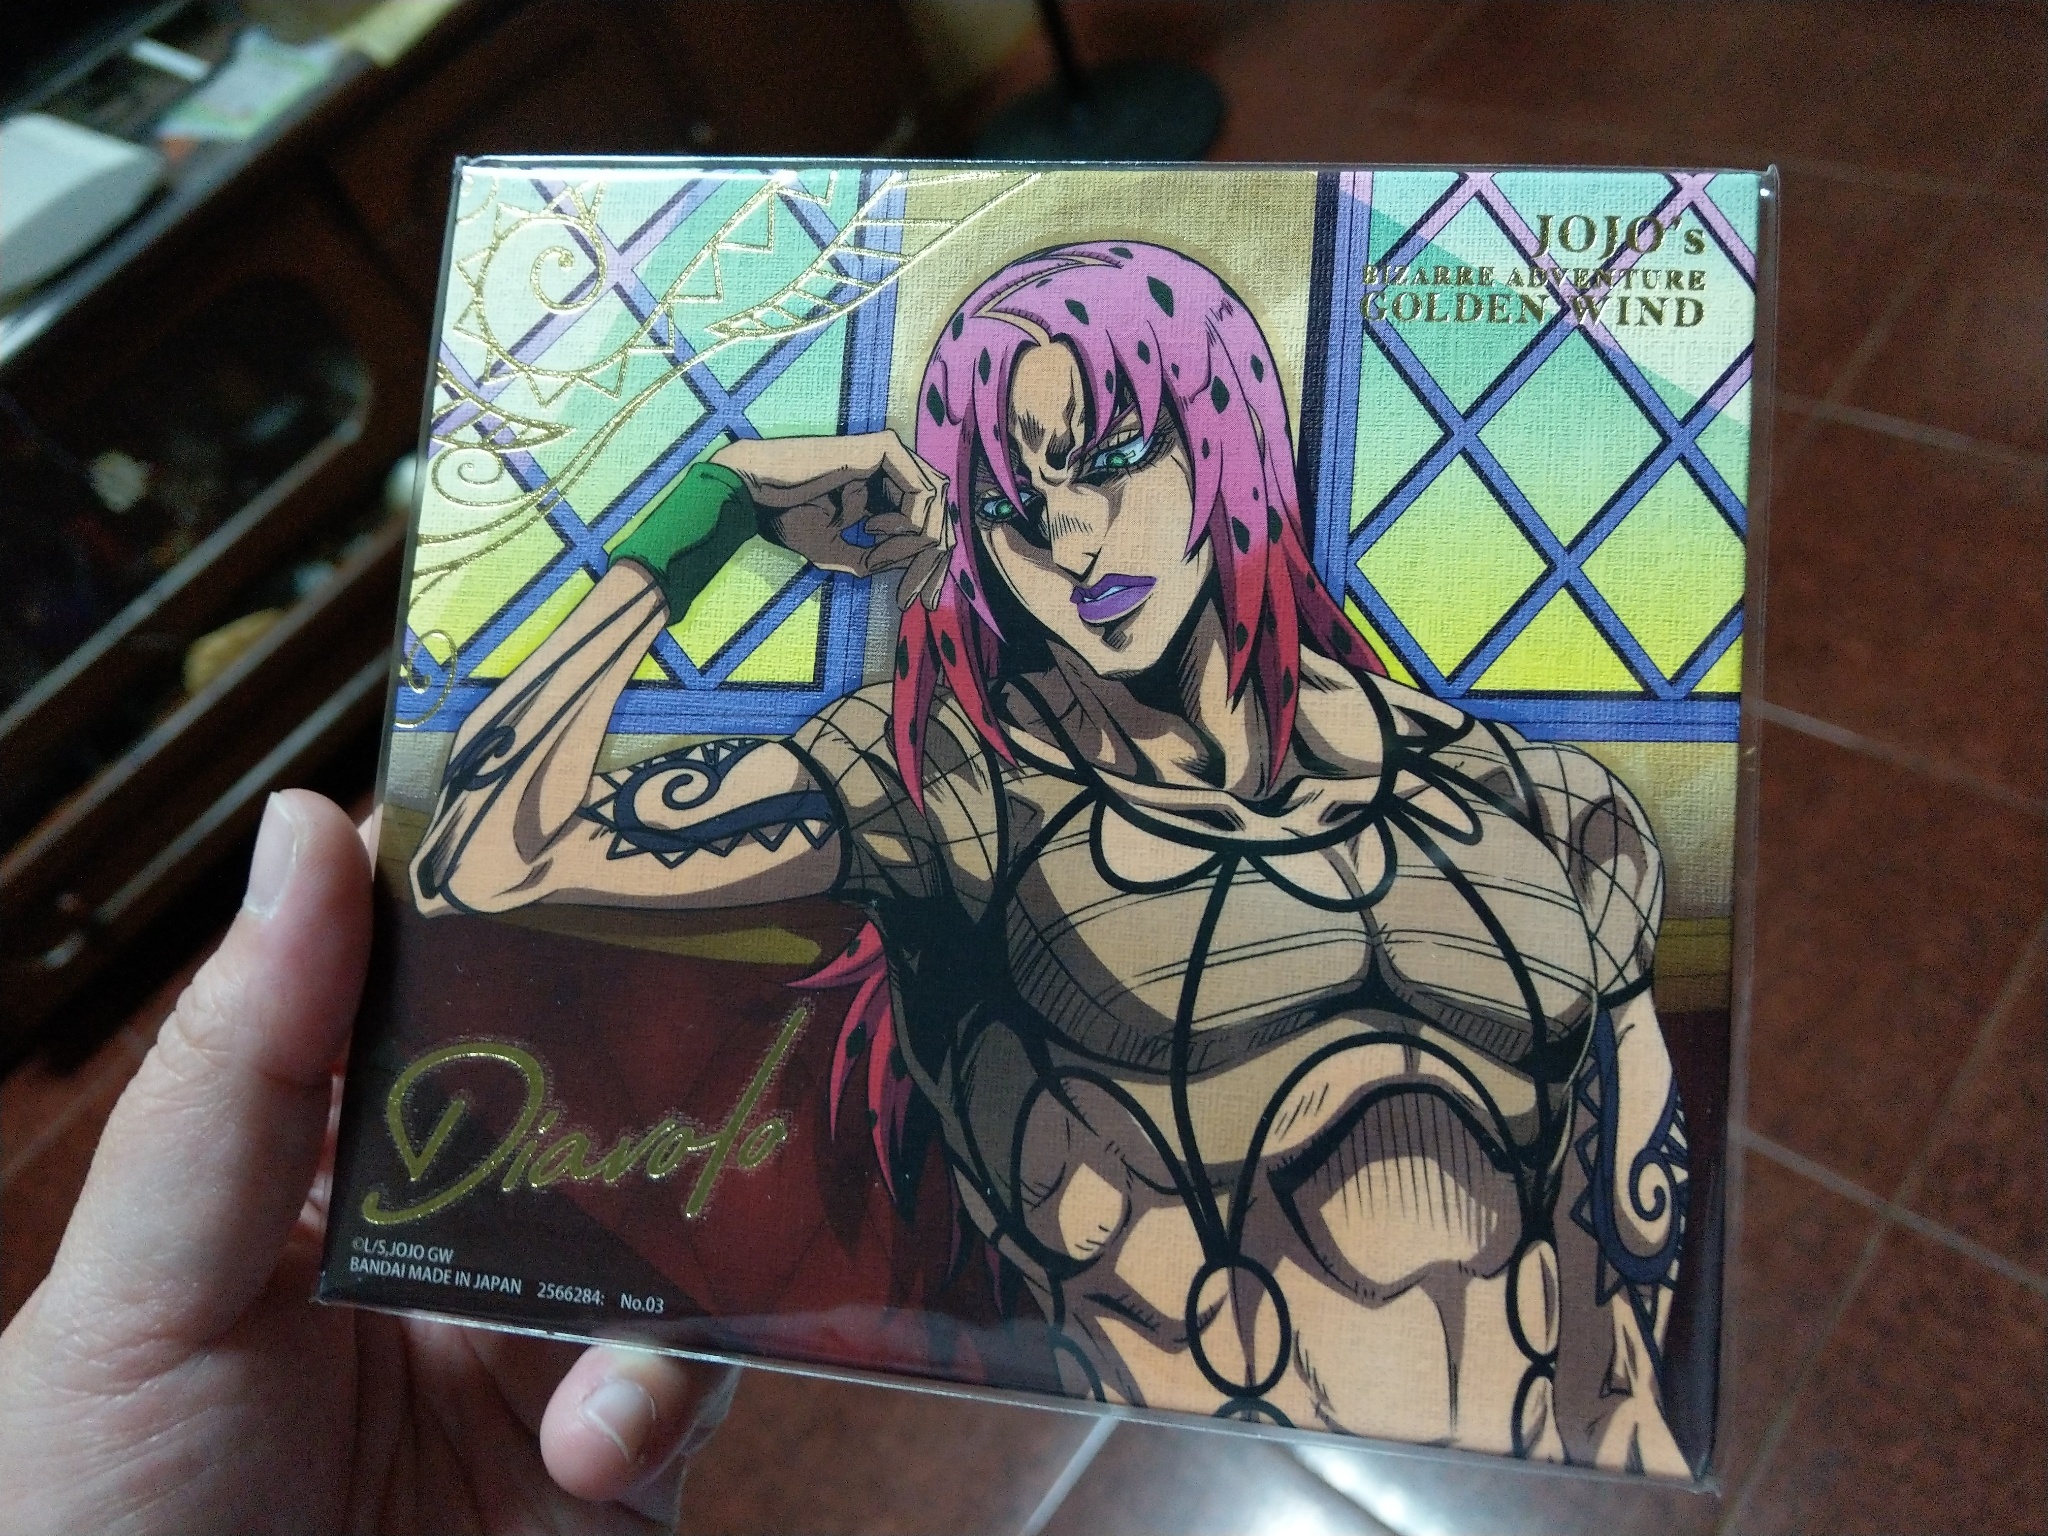 JOJO's
BIZARRE ADVENTURE
GOLDEN WIND
Diavolo
©L/S,JOJO GW
BANDAI MADE IN JAPAN 2566284: No.03